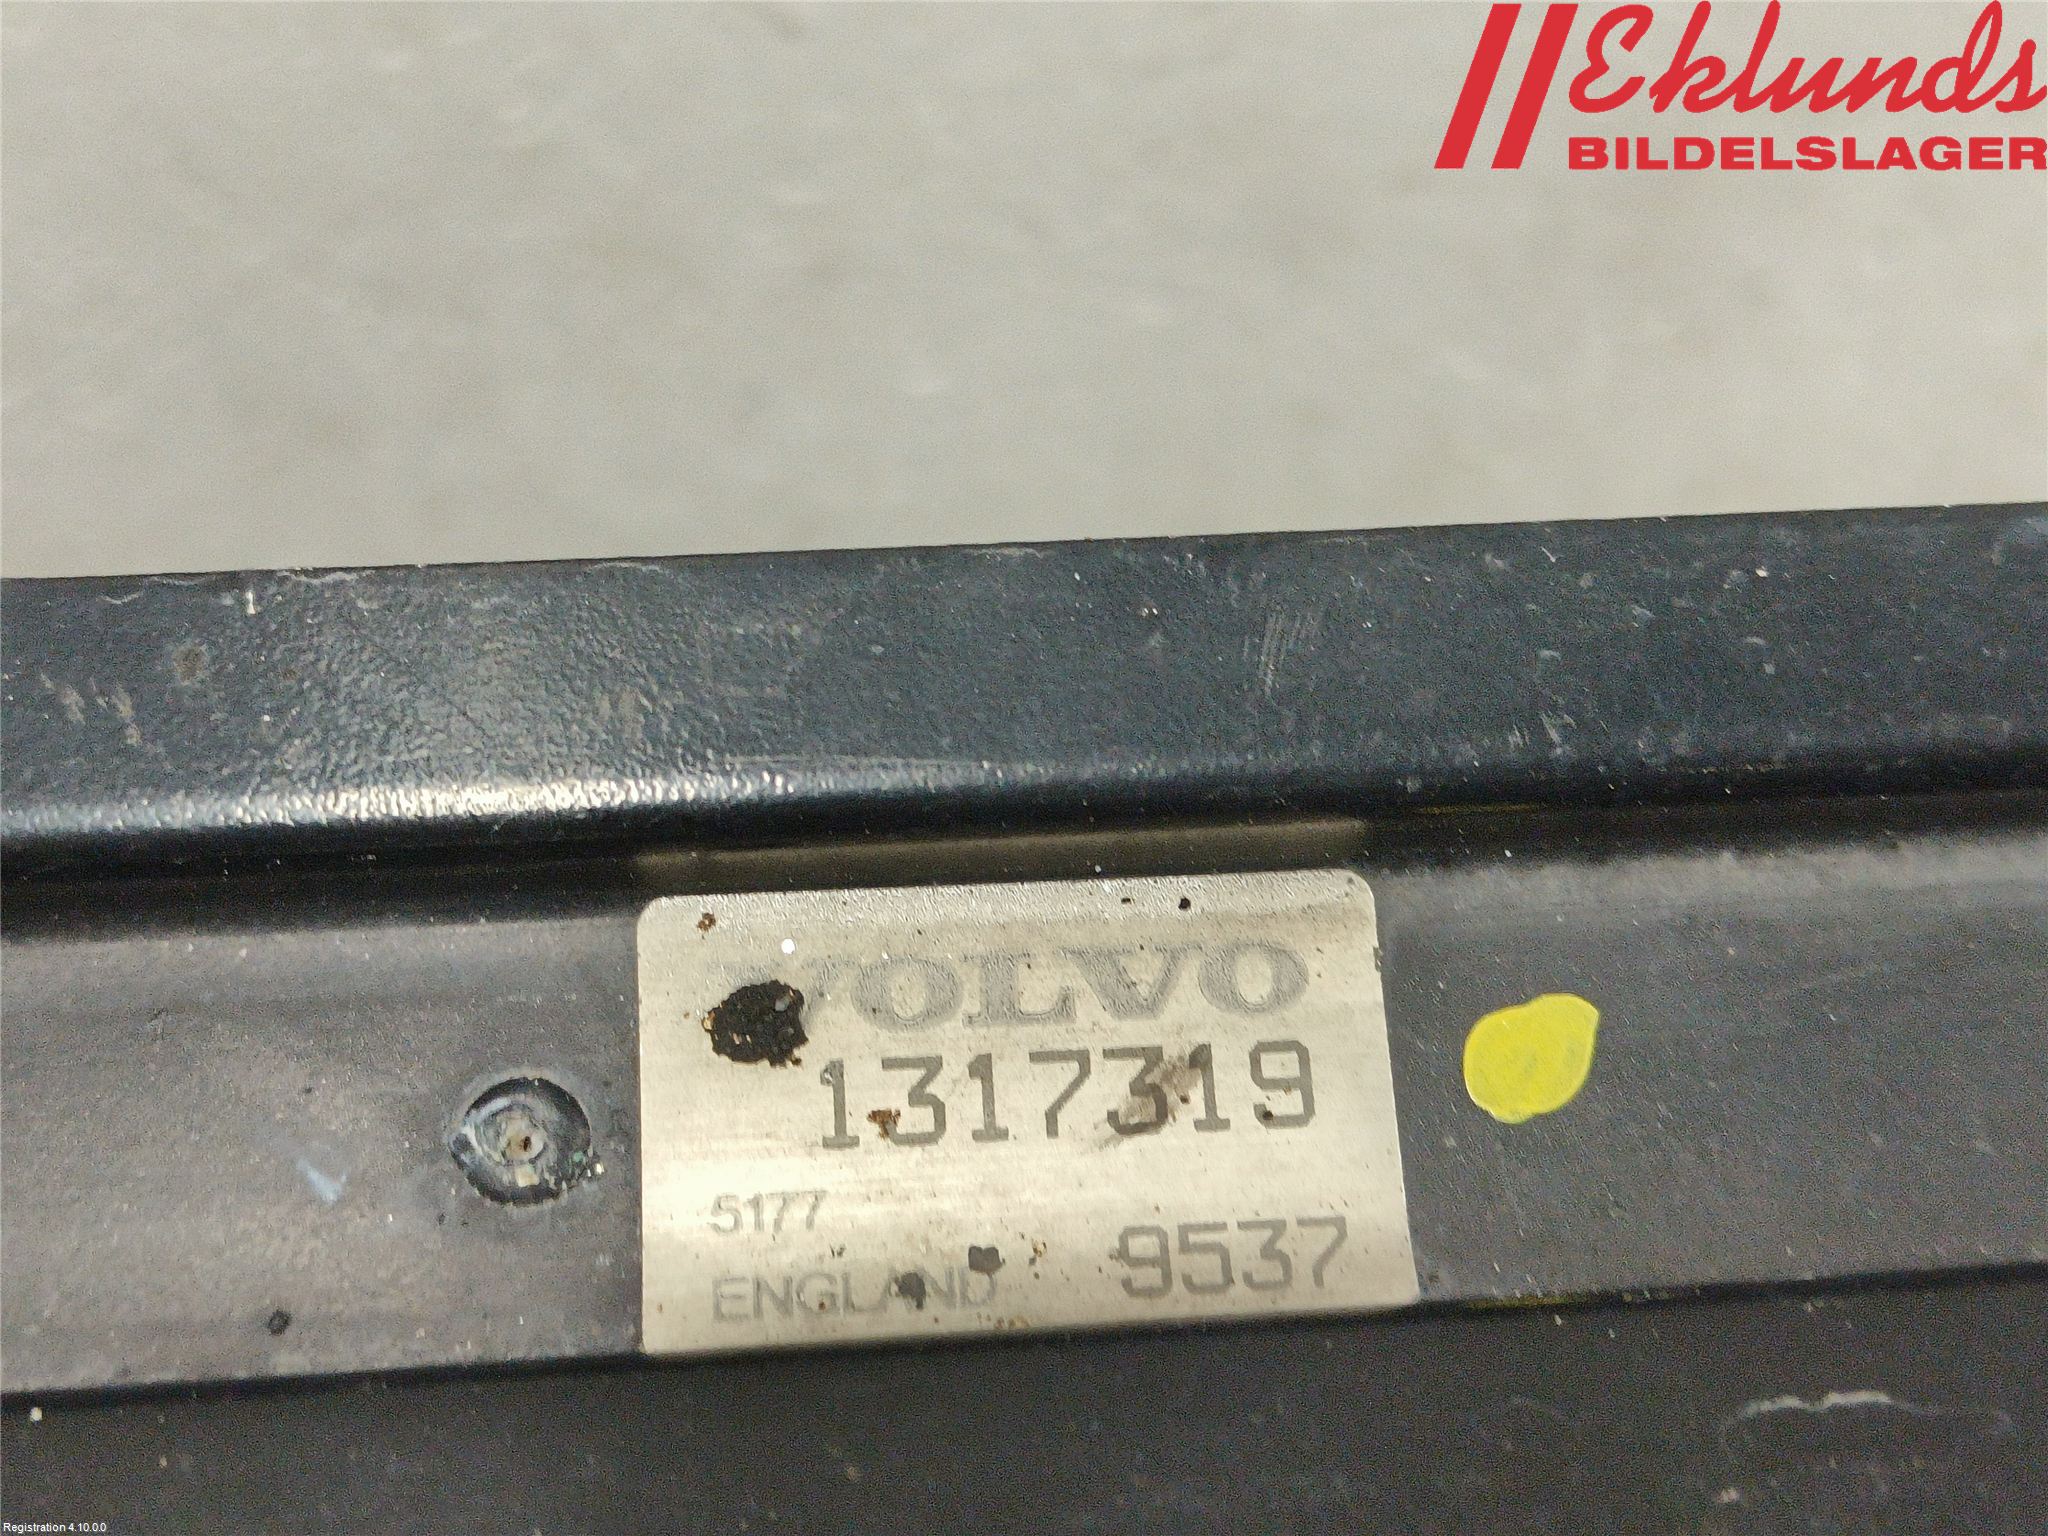 Eklunds
BILDELSLAGER
VOLVO
1317319
5177
ENGLAND 9537
Registration 4.10.0.0